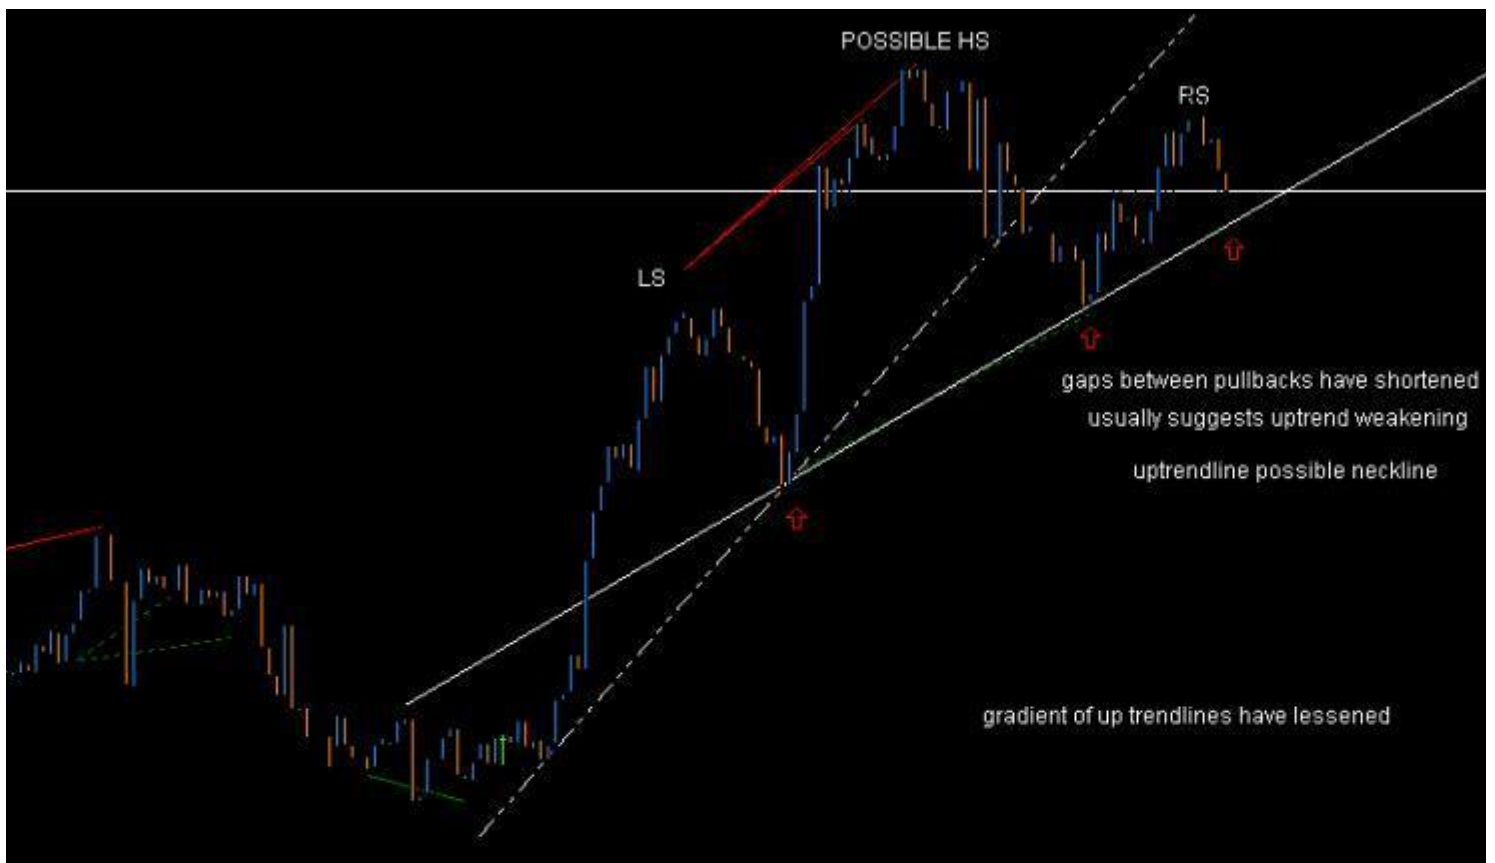 POSSIBLE HS
RS
LS
gaps between pullbacks have shortened
usually suggests uptrend weakening
uptrendline possible neckline
gradient of up trendlines have lessened